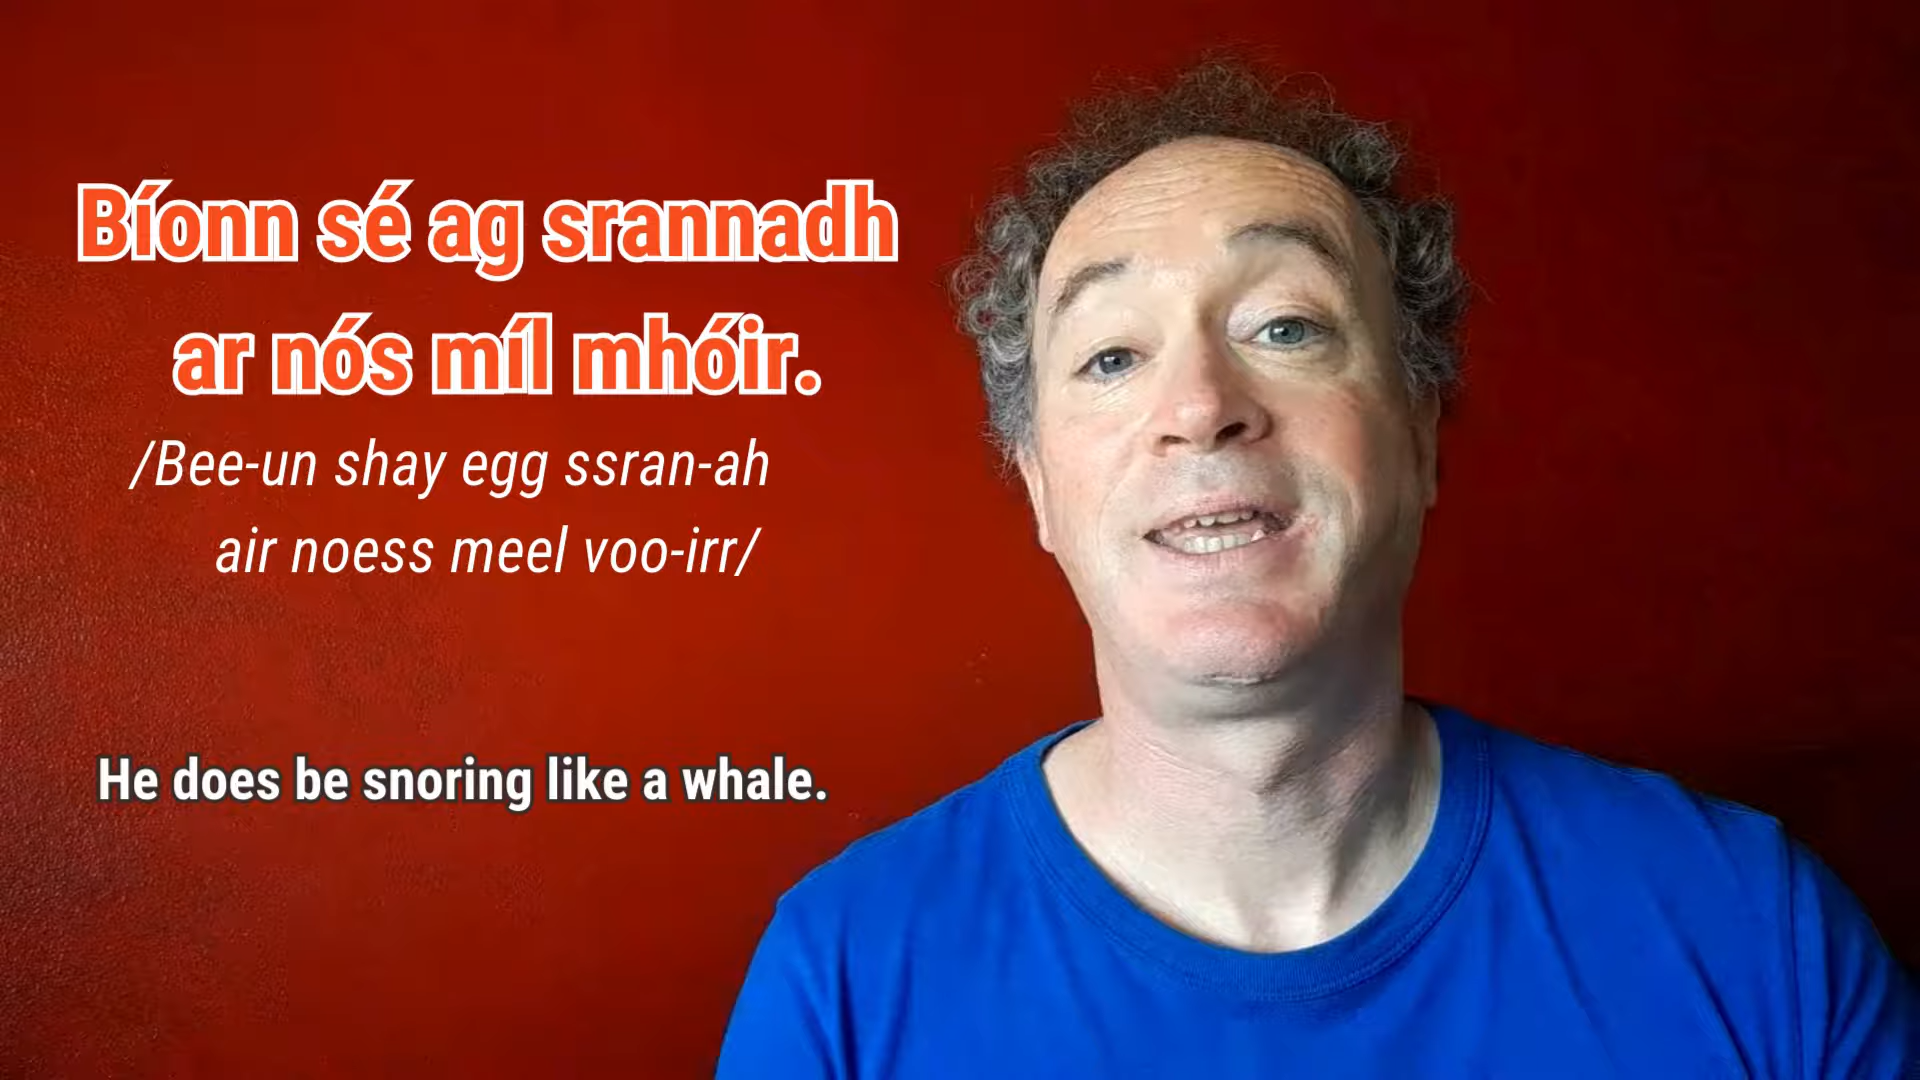 Bíonn sé ag srannadh
ar nós míl mhóir.
/Bee-un shay egg ssran-ah
air noess meel voo-irr/
He does be snoring like a whale.